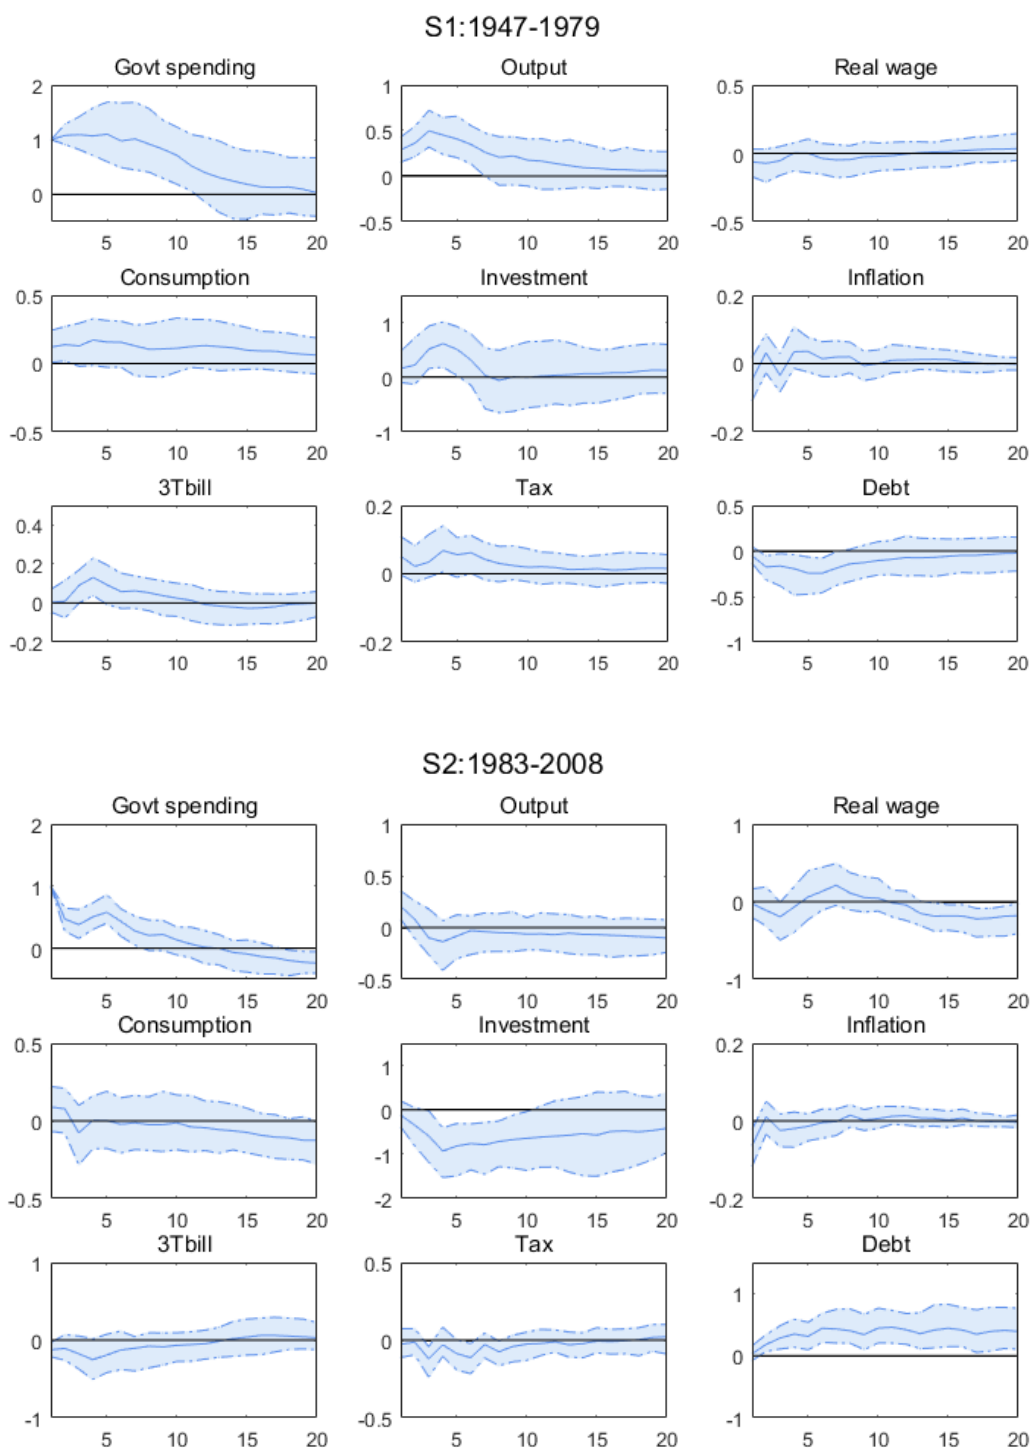 S1:1947-1979
Govt spending Output Real wage
2 1 0.5
1 0.5 0
0 0 -0.5
-0.5
5 10 15 20 5 10 15 20 5 10 15 20
Consumption Investment Inflation
0.5 1 0.2
0 0 0
-0.5 -1 -0.2
5 10 15 20 5 10 15 20 5 10 15 20
3Tbill Tax Debt
0.4 0.2 0.5
0.2 0 0
0 -0.2 -0.5
-0.2 -1
5 10 15 20 5 10 15 20 5 10 15 20
S2:1983-2008
Govt spending Output Real wage
2 1 1
1 0.5 0
0 0 -1
-0.5
5 10 15 20 5 10 15 20 5 10 15 20
Consumption Investment Inflation
0.5 1 0.2
0 0 0
-0.5 -1 -0.2
-2
5 10 15 20 5 10 15 20 5 10 15 20
3Tbill Tax Debt
1 0.5 1
0 0 0
-1 -0.5 -1
5 10 15 20 5 10 15 20 5 10 15 20